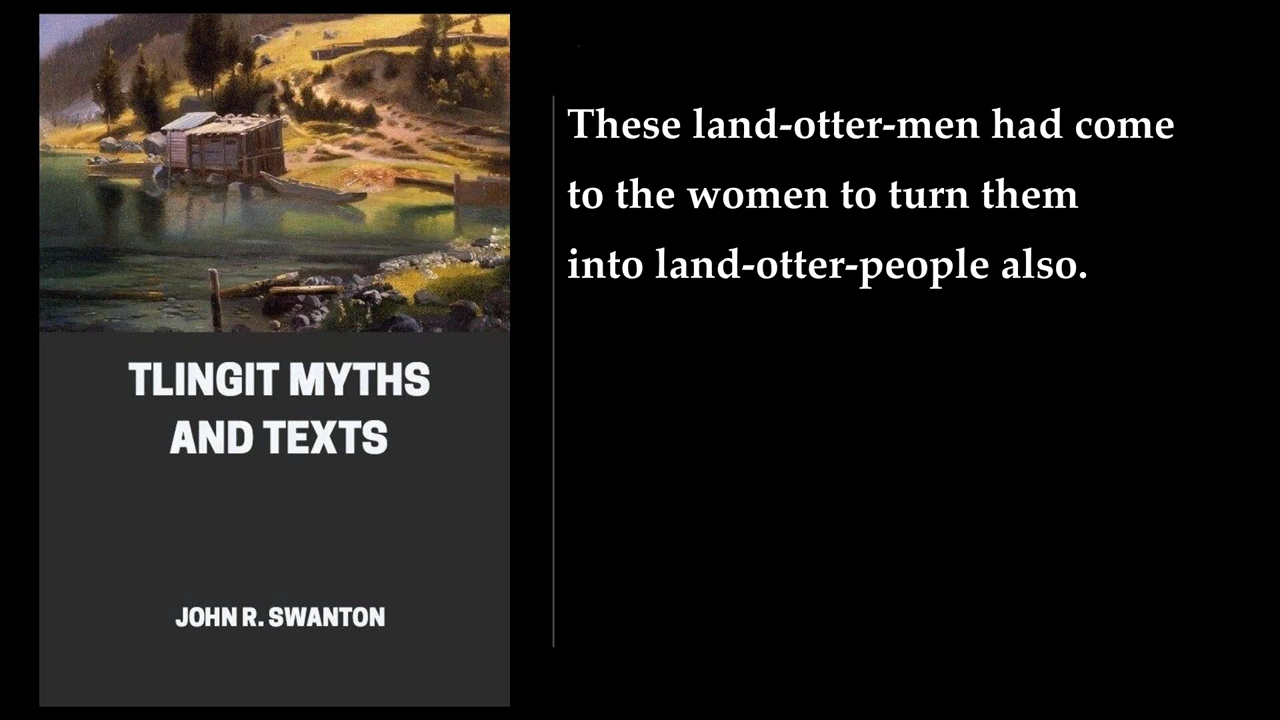 TLINGIT MYTHS
AND TEXTS
JOHN R. SWANTON
These land-otter-men had come
to the women to turn them
into land-otter-people also.